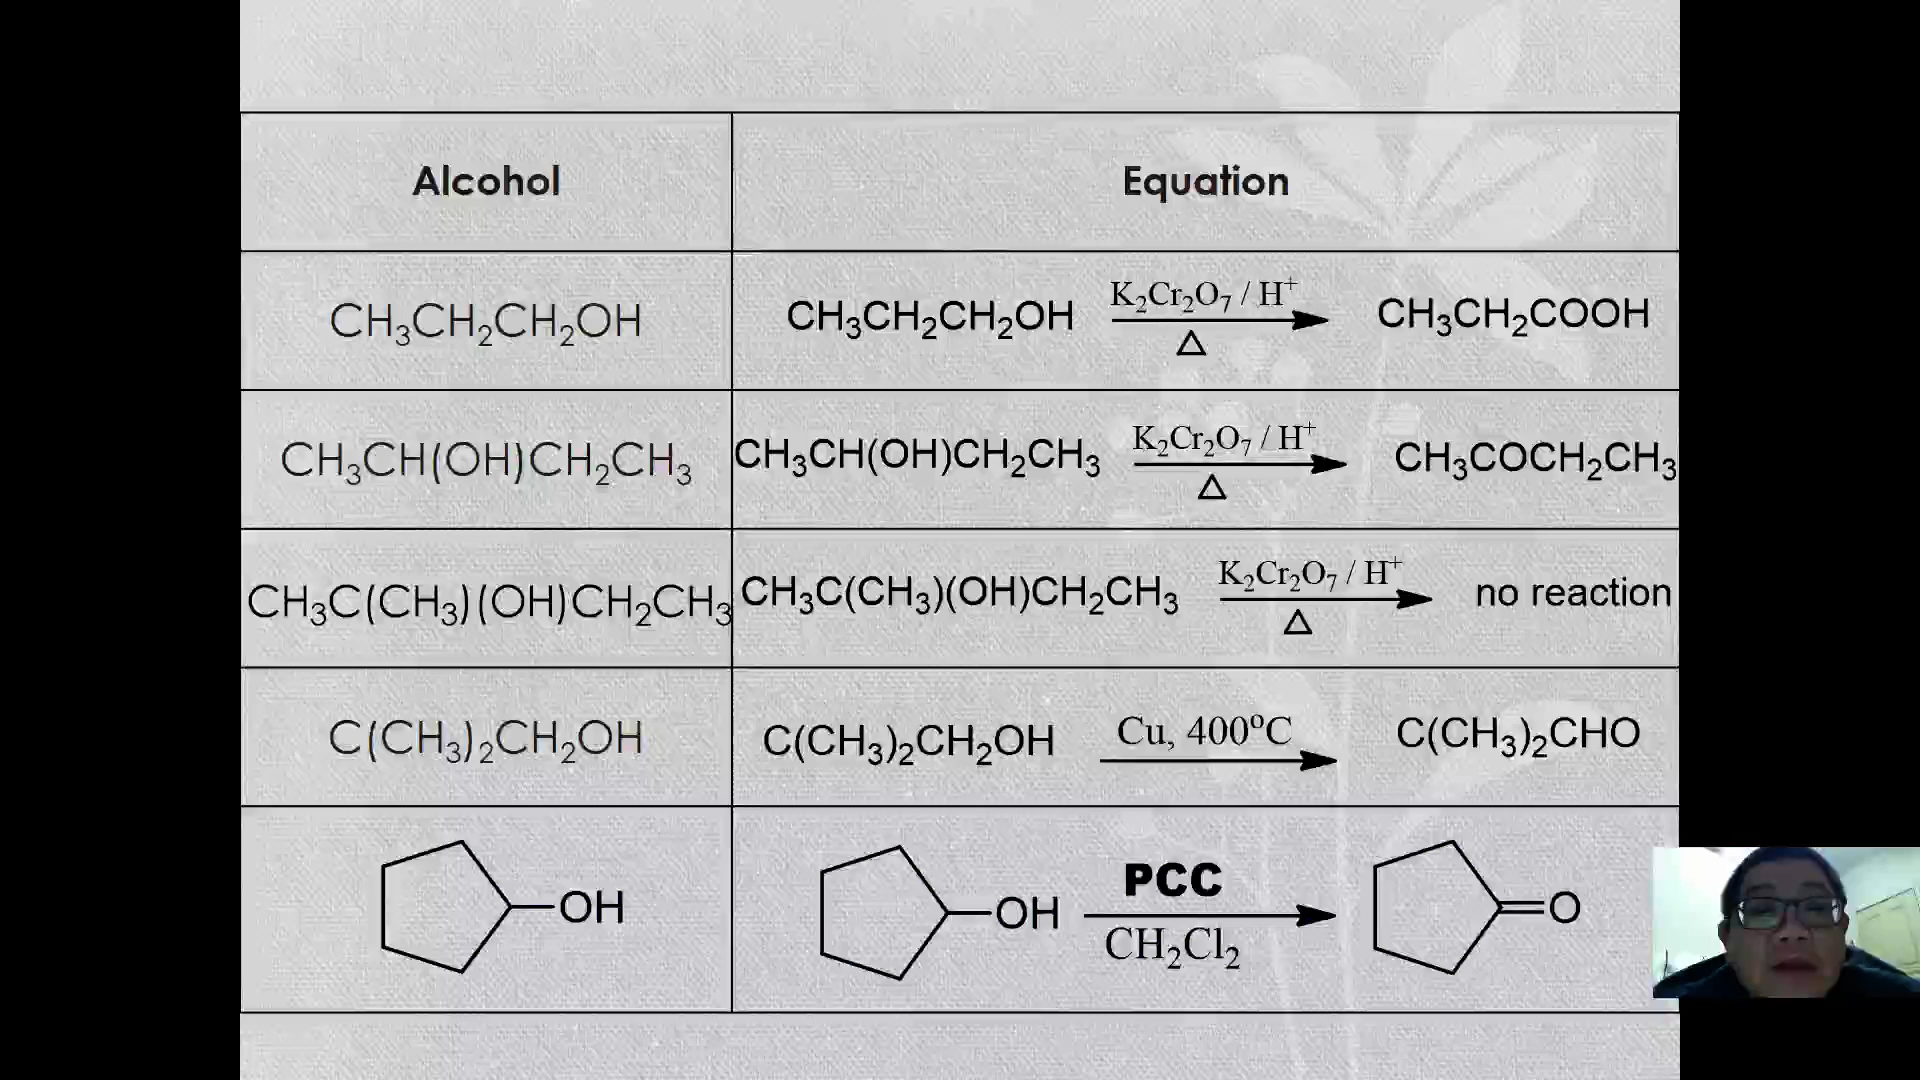 Alcohol Equation
CH₃CH₂CH₂OH CH₃CH₂CH₂OH K₂Cr₂O₇ / H⁺ △ CH₃CH₂COOH
CH₃CH(OH)CH₂CH₃ CH₃CH(OH)CH₂CH₃ K₂Cr₂O₇ / H⁺ △ CH₃COCH₂CH₃
CH₃C(CH₃)(OH)CH₂CH₃ CH₃C(CH₃)(OH)CH₂CH₃ K₂Cr₂O₇ / H⁺ △ no reaction
C(CH₃)₂CH₂OH C(CH₃)₂CH₂OH Cu, 400⁰C C(CH₃)₂CHO
OH OH PCC CH₂Cl₂ O